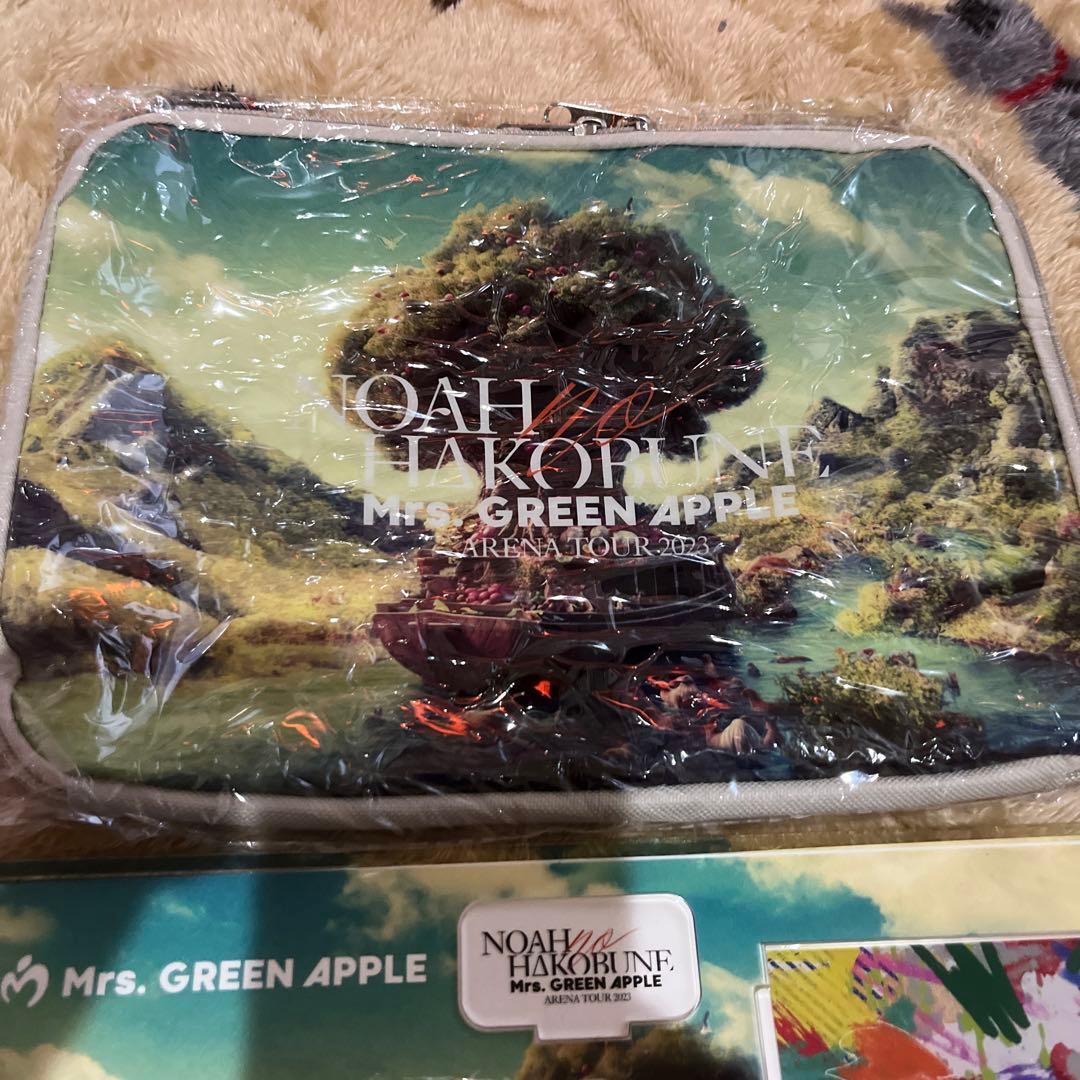 NOAH no
HAKOBUNE
Mrs. GREEN APPLE
ARENA TOUR 2023
Mrs. GREEN APPLE
NOAH no
HAKOBUNE
Mrs. GREEN APPLE
ARENA TOUR 2023